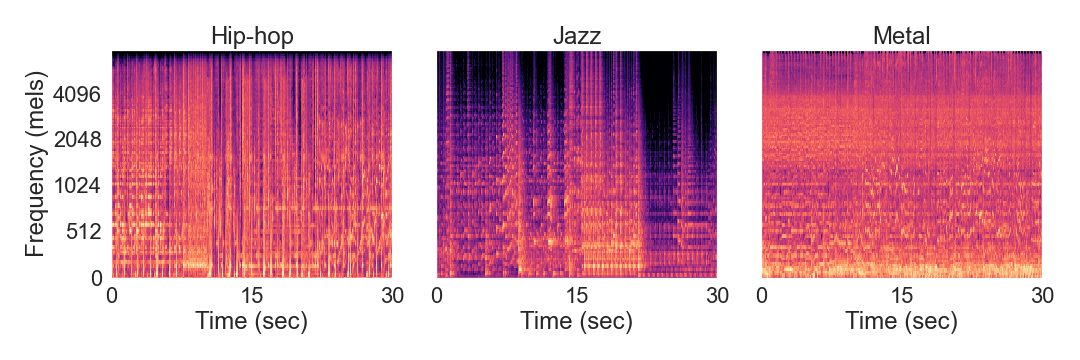 Hip-hop
Jazz
Metal
Frequency (mels)
4096
2048
1024
512
0
0 15 30
0 15 30
0 15 30
Time (sec)
Time (sec)
Time (sec)